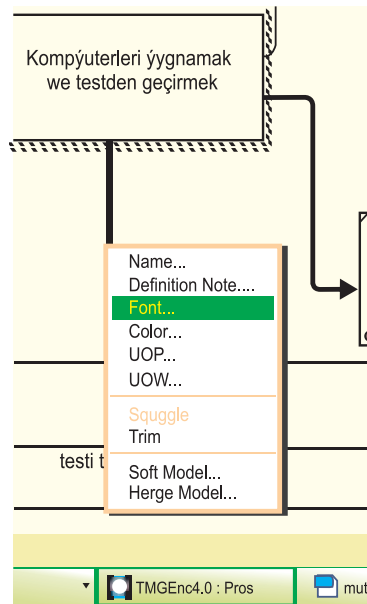 Kompýuterleri ýygnamak
we testden geçirmek
Name...
Definition Note....
Font...
Color...
UOP...
UOW...
Squggle
Trim
testi t
Soft Model...
Herge Model...
TMGEnc4.0 : Pros
mut